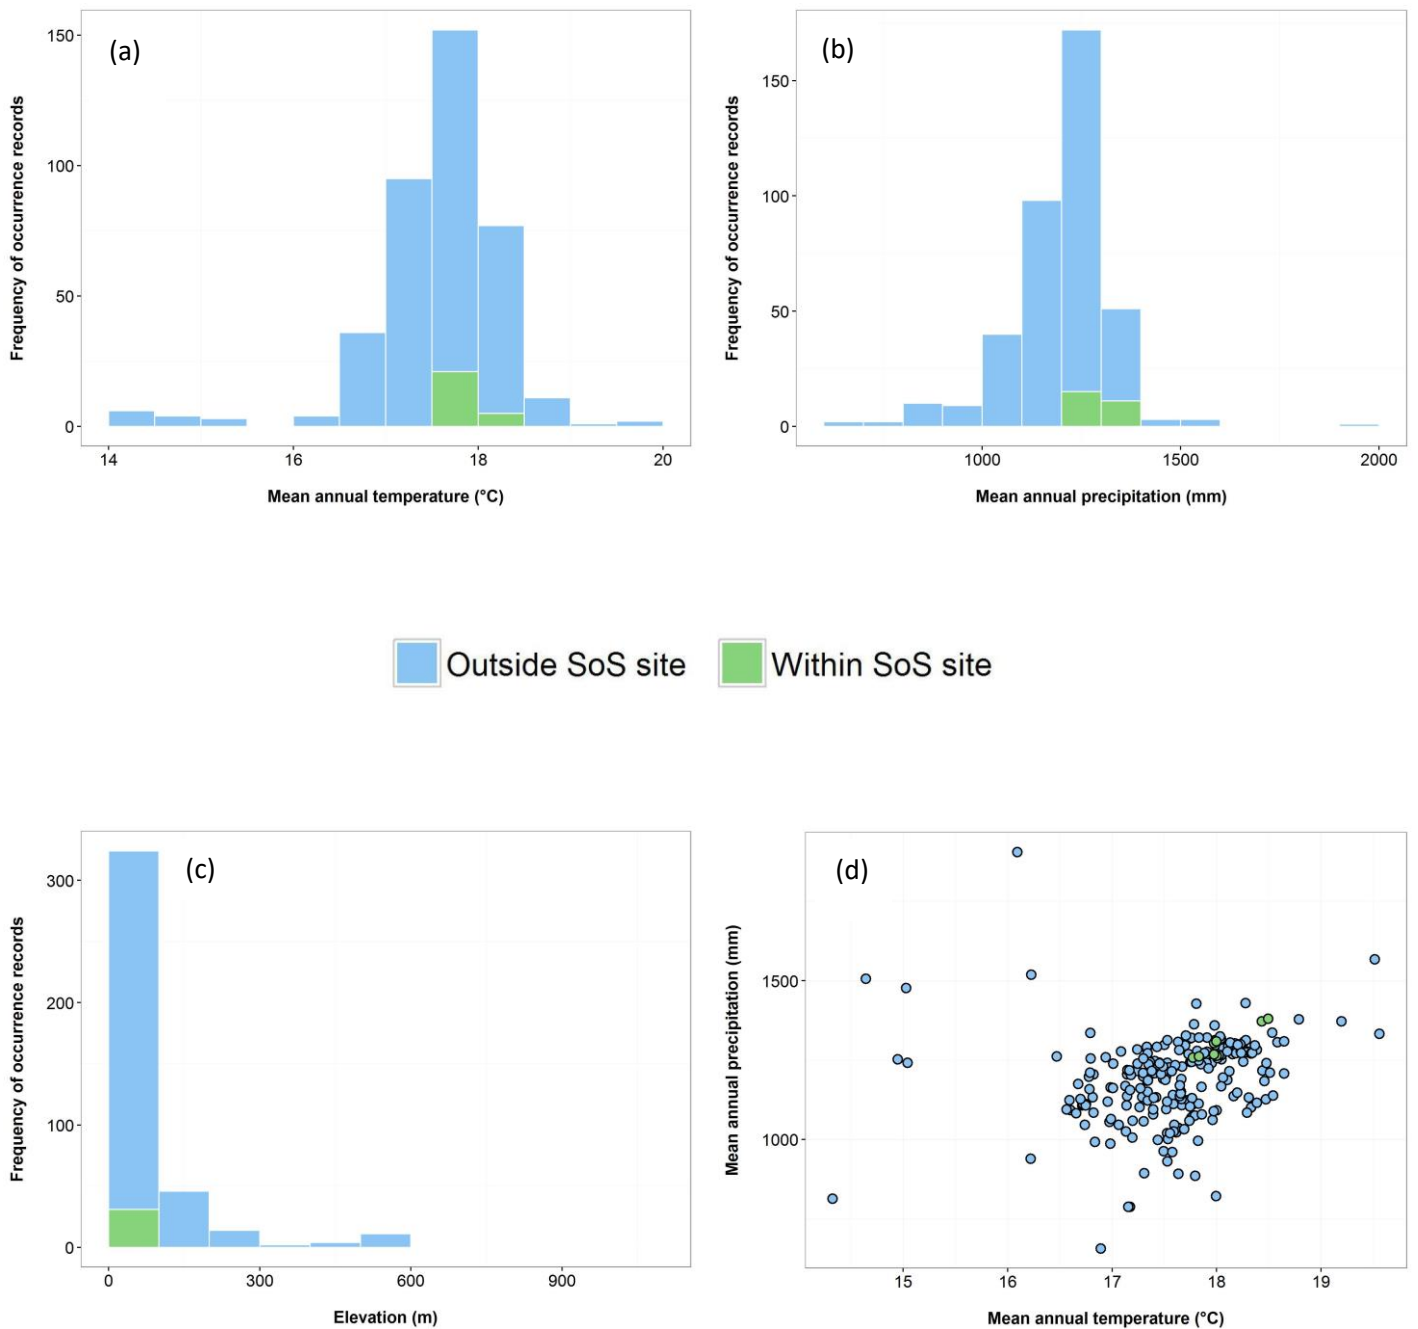 (a)
150
100
50
0
Frequency of occurrence records
14 16 18 20
Mean annual temperature (°C)
(b)
150
100
50
0
Frequency of occurrence records
1000 1500 2000
Mean annual precipitation (mm)
Outside SoS site
Within SoS site
(c)
300
200
100
0
Frequency of occurrence records
0 300 600 900
Elevation (m)
(d)
1500
1000
Mean annual precipitation (mm)
15 16 17 18 19
Mean annual temperature (°C)